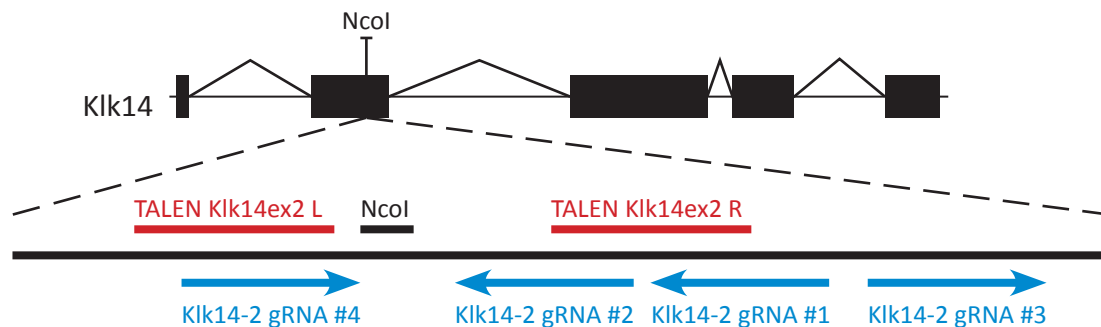 NcoI
Klk14
TALEN Klk14ex2 L
NcoI
TALEN Klk14ex2 R
Klk14-2 gRNA #4
Klk14-2 gRNA #2
Klk14-2 gRNA #1
Klk14-2 gRNA #3